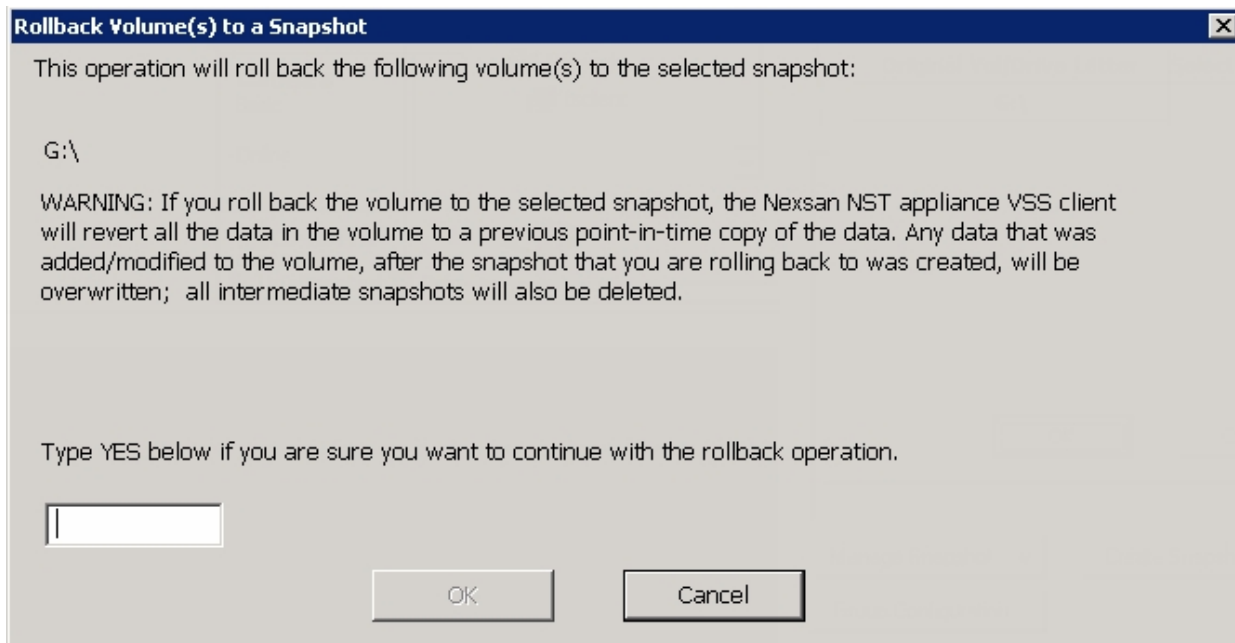 Rollback Volume(s) to a Snapshot
This operation will roll back the following volume(s) to the selected snapshot:
G:\
WARNING: If you roll back the volume to the selected snapshot, the Nexsan NST appliance VSS client
will revert all the data in the volume to a previous point-in-time copy of the data. Any data that was
added/modified to the volume, after the snapshot that you are rolling back to was created, will be
overwritten; all intermediate snapshots will also be deleted.
Type YES below if you are sure you want to continue with the rollback operation.
OK
Cancel